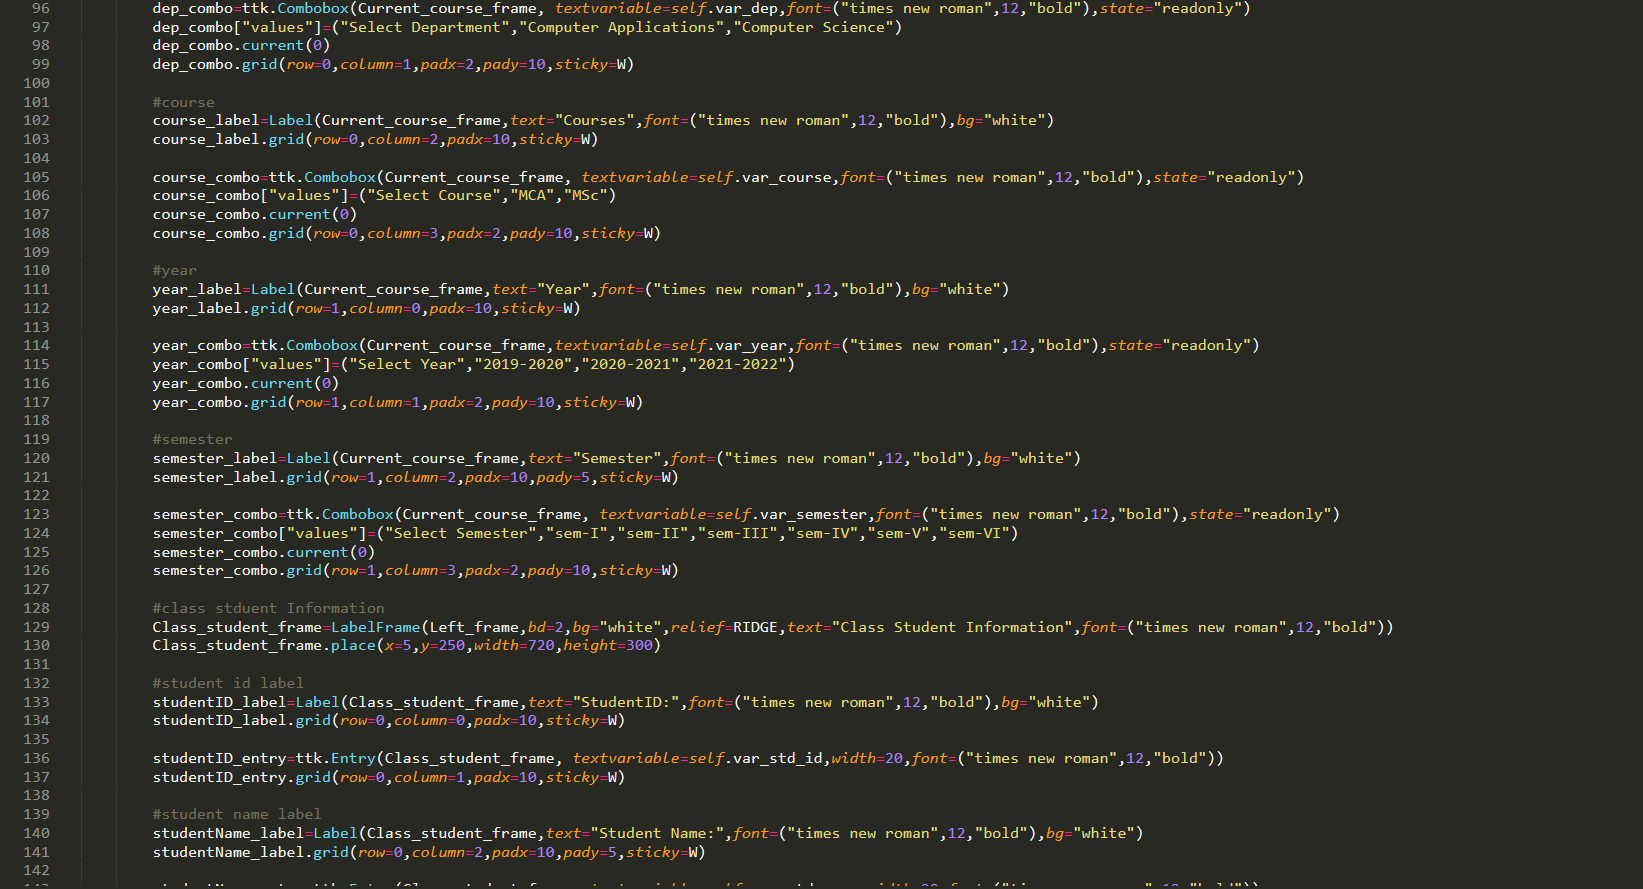 96 dep_combo=ttk.Combobox(Current_course_frame, textvariable=self.var_dep,font=("times new roman",12,"bold"),state="readonly")
97 dep_combo["values"]=("Select Department","Computer Applications","Computer Science")
98 dep_combo.current(0)
99 dep_combo.grid(row=0,column=1,padx=2,pady=10,sticky=W)
100
101 #course
102 course_label=Label(Current_course_frame,text="Courses",font=("times new roman",12,"bold"),bg="white")
103 course_label.grid(row=0,column=2,padx=10,sticky=W)
104
105 course_combo=ttk.Combobox(Current_course_frame, textvariable=self.var_course,font=("times new roman",12,"bold"),state="readonly")
106 course_combo["values"]=("Select Course","MCA","MSc")
107 course_combo.current(0)
108 course_combo.grid(row=0,column=3,padx=2,pady=10,sticky=W)
109
110 #year
111 year_label=Label(Current_course_frame,text="Year",font=("times new roman",12,"bold"),bg="white")
112 year_label.grid(row=1,column=0,padx=10,sticky=W)
113
114 year_combo=ttk.Combobox(Current_course_frame,textvariable=self.var_year,font=("times new roman",12,"bold"),state="readonly")
115 year_combo["values"]=("Select Year","2019-2020","2020-2021","2021-2022")
116 year_combo.current(0)
117 year_combo.grid(row=1,column=1,padx=2,pady=10,sticky=W)
118
119 #semester
120 semester_label=Label(Current_course_frame,text="Semester",font=("times new roman",12,"bold"),bg="white")
121 semester_label.grid(row=1,column=2,padx=10,pady=5,sticky=W)
122
123 semester_combo=ttk.Combobox(Current_course_frame, textvariable=self.var_semester,font=("times new roman",12,"bold"),state="readonly")
124 semester_combo["values"]=("Select Semester","sem-I","sem-II","sem-III","sem-IV","sem-V","sem-VI")
125 semester_combo.current(0)
126 semester_combo.grid(row=1,column=3,padx=2,pady=10,sticky=W)
127
128 #class stduent Information
129 Class_student_frame=LabelFrame(Left_frame,bd=2,bg="white",relief=RIDGE,text="Class Student Information",font=("times new roman",12,"bold"))
130 Class_student_frame.place(x=5,y=250,width=720,height=300)
131
132 #student id label
133 studentID_label=Label(Class_student_frame,text="StudentID:",font=("times new roman",12,"bold"),bg="white")
134 studentID_label.grid(row=0,column=0,padx=10,sticky=W)
135
136 studentID_entry=ttk.Entry(Class_student_frame, textvariable=self.var_std_id,width=20,font=("times new roman",12,"bold"))
137 studentID_entry.grid(row=0,column=1,padx=10,sticky=W)
138
139 #student name label
140 studentName_label=Label(Class_student_frame,text="Student Name:",font=("times new roman",12,"bold"),bg="white")
141 studentName_label.grid(row=0,column=2,padx=10,pady=5,sticky=W)
142